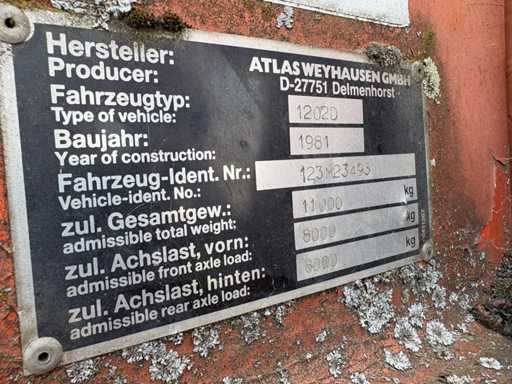 Hersteller:
Producer:
ATLAS WEYHAUSEN GMBH
D-27751 Delmenhorst
Fahrzeugtyp:
Type of vehicle:
1202D
Baujahr:
Year of construction:
1981
Fahrzeug-Ident. Nr.:
Vehicle-ident. No.:
123M23493
zul. Gesamtgew.:
admissible total weight:
11000 kg
zul. Achslast, vorn:
admissible front axle load:
8000 kg
zul. Achslast, hinten:
admissible rear axle load:
8000 kg